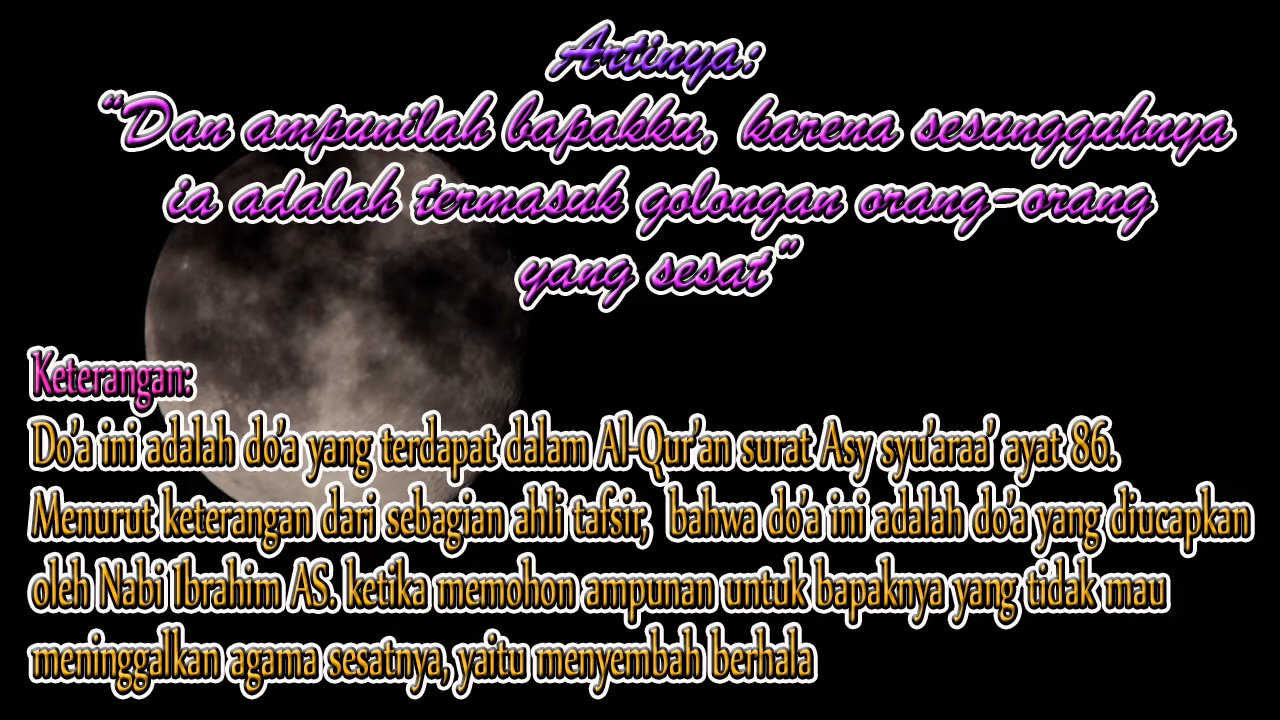 Artinya:
“Dan ampunilah bapakku, karena sesungguhnya
ia adalah termasuk golongan orang-orang
yang sesat”
Keterangan:
Do’a ini adalah do’a yang terdapat dalam Al-Qur’an surat Asy syu’araa’ ayat 86.
Menurut keterangan dari sebagian ahli tafsir, bahwa do’a ini adalah do’a yang diucapkan
oleh Nabi Ibrahim AS. ketika memohon ampunan untuk bapaknya yang tidak mau
meninggalkan agama sesatnya, yaitu menyembah berhala